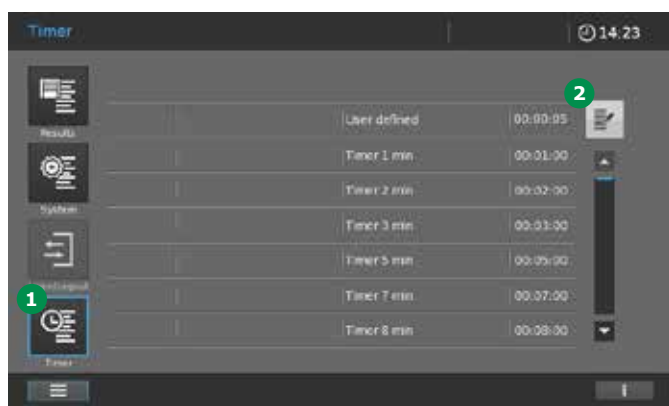 Timer 14.23
2
User defined 00:00:05
Results
Timer 1 min 00:01:00
Timer 2 min 00:02:00
System
Timer 3 min 00:03:00
Timer 5 min 00:05:00
1
Timer 7 min 00:07:00
Timer 8 min 00:08:00
Timer
i